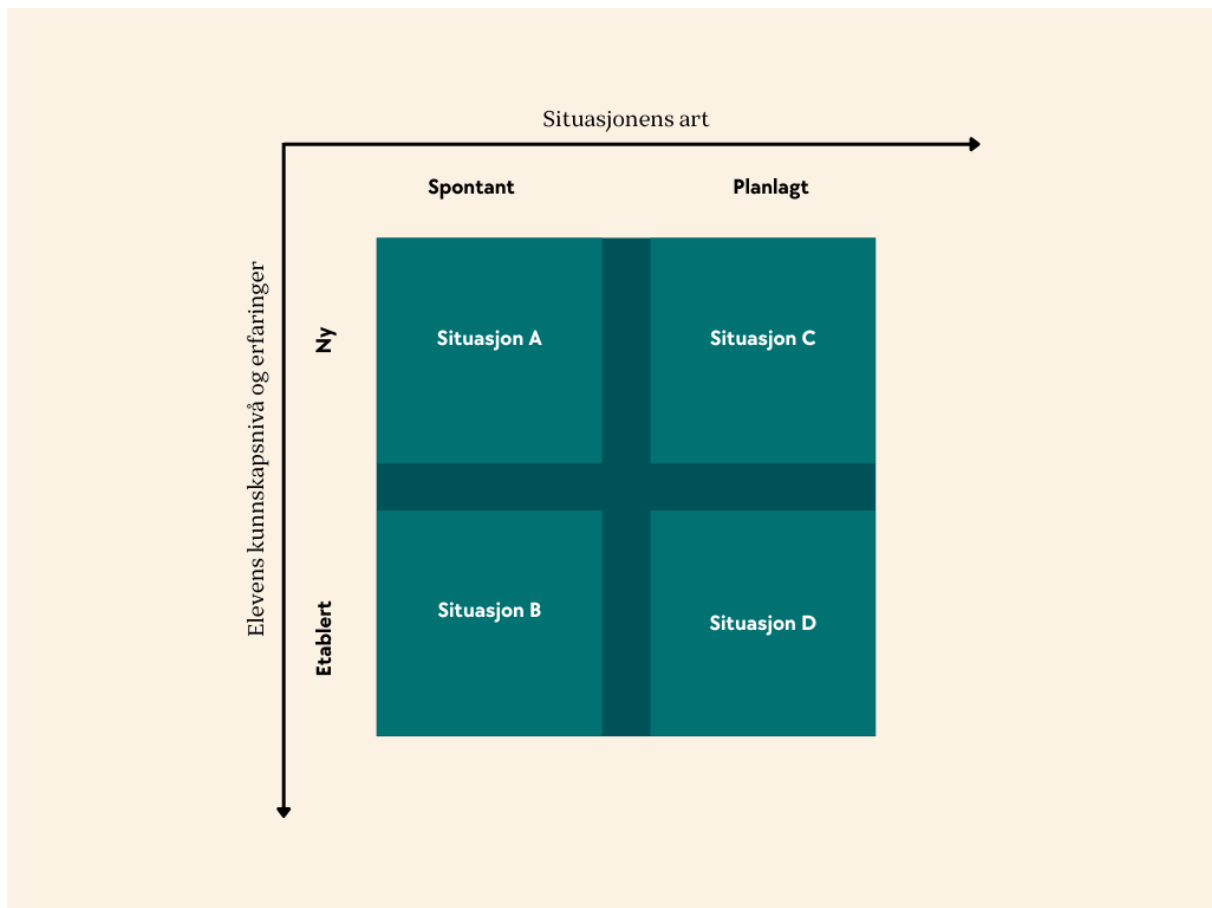 Situasjonens art
Spontant
Planlagt
Elevens kunnskapsnivå og erfaringer
Ny
Situasjon A
Situasjon C
Etablert
Situasjon B
Situasjon D